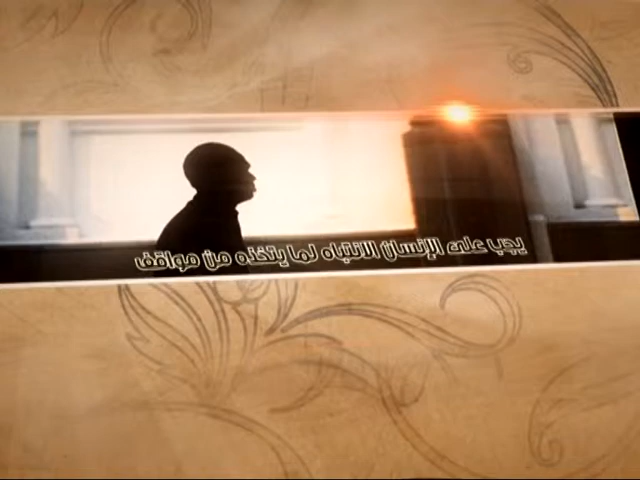 يجب على الإنسان الانتباه لما يتخذه من مواقف